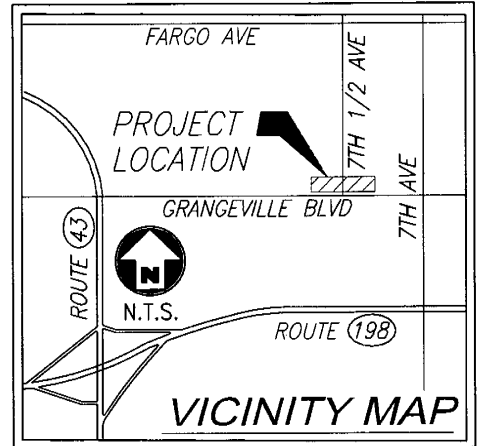 FARGO AVE
7TH 1/2 AVE
PROJECT
LOCATION
7TH AVE
GRANGEVILLE BLVD
ROUTE 43
N
N.T.S.
ROUTE 198
VICINITY MAP